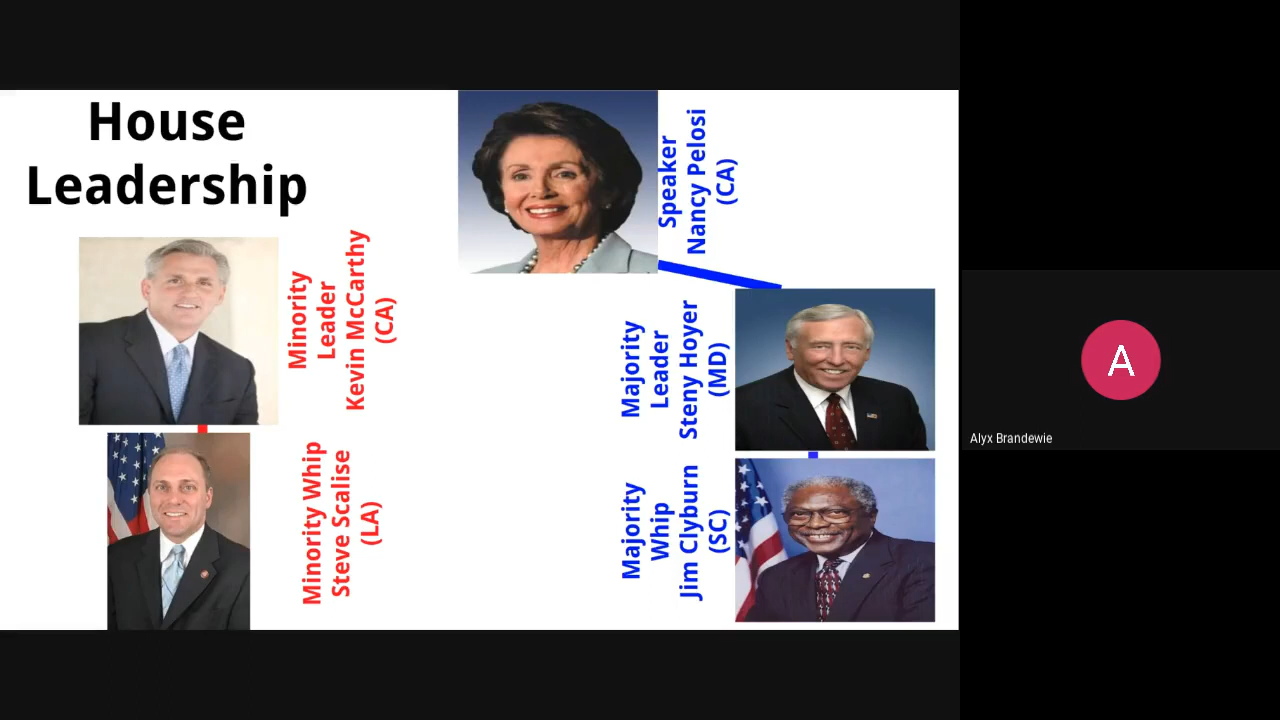 House
Leadership
Speaker
Nancy Pelosi
(CA)
Minority
Leader
Kevin McCarthy
(CA)
Majority
Leader
Steny Hoyer
(MD)
Minority Whip
Steve Scalise
(LA)
Majority
Whip
Jim Clyburn
(SC)
A
Alyx Brandewie